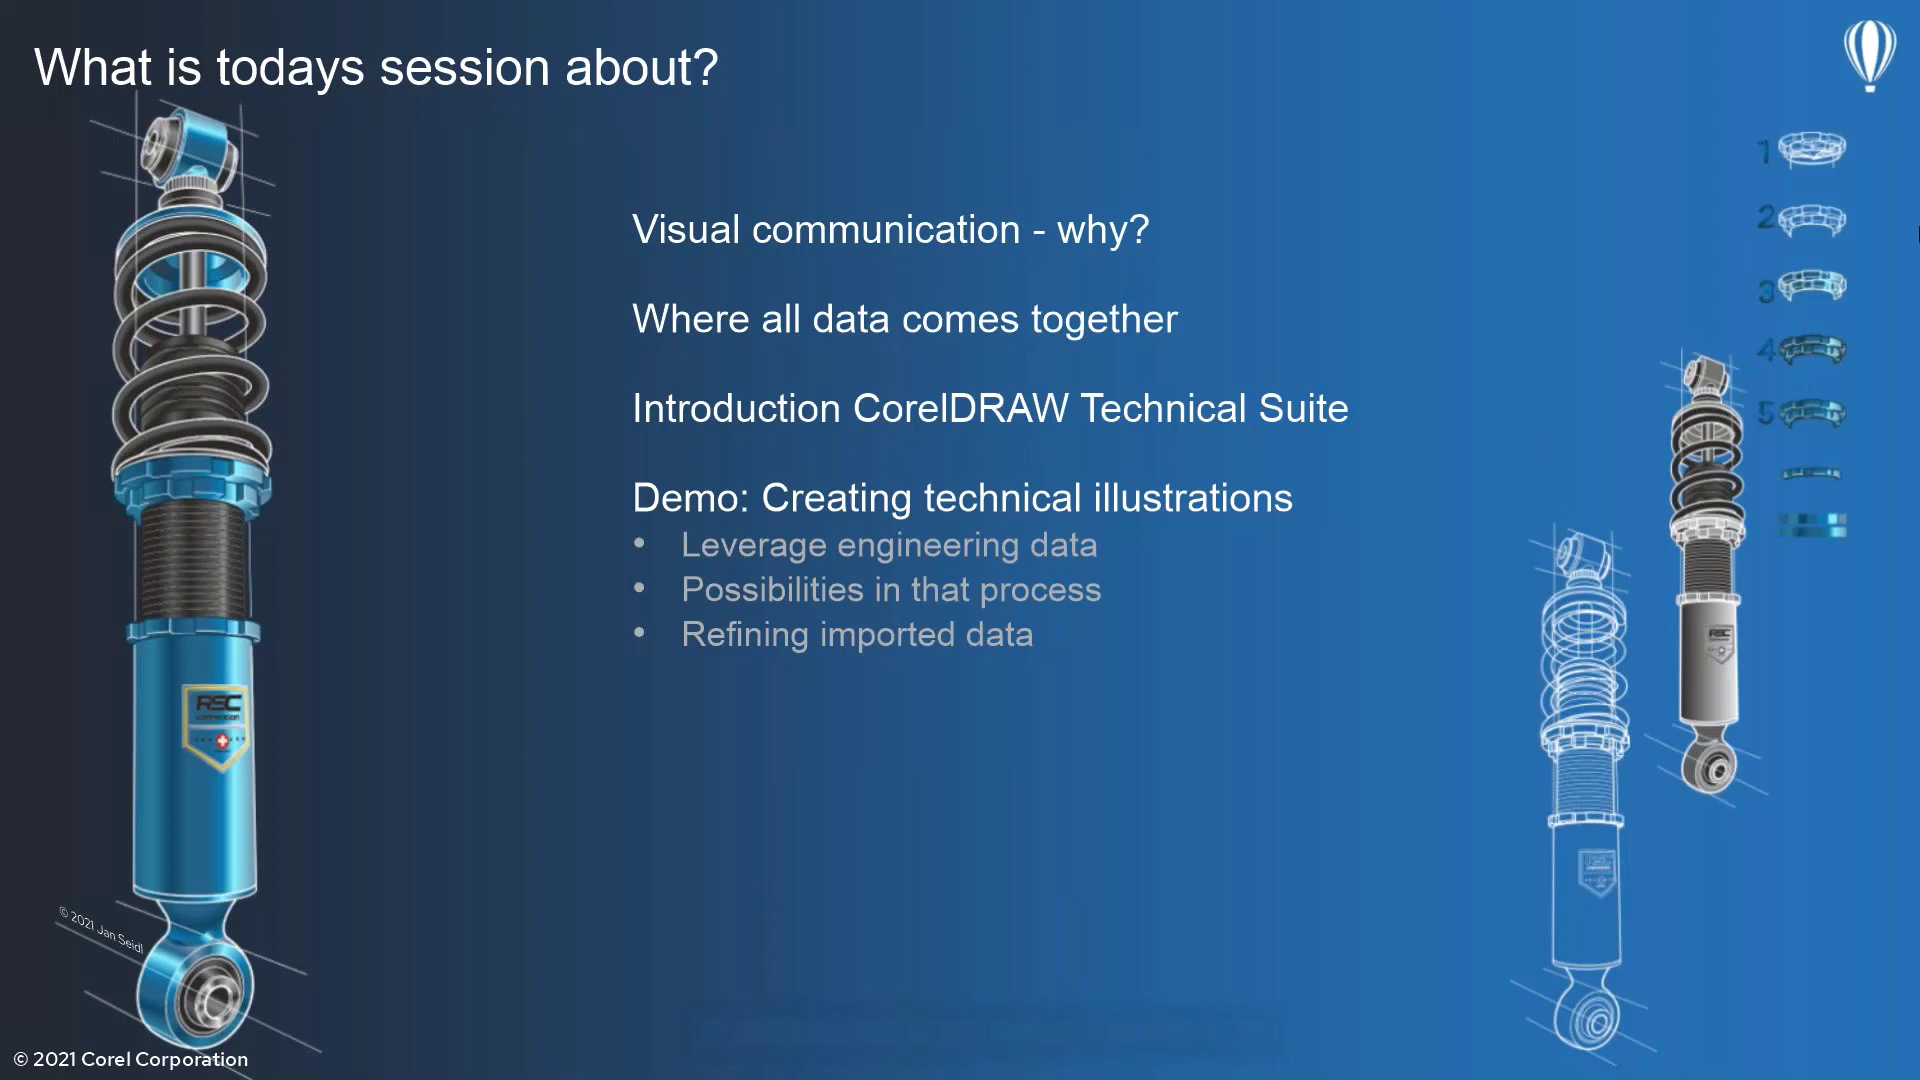 What is todays session about?
1
2
3
4
5
Visual communication - why?
Where all data comes together
Introduction CorelDRAW Technical Suite
Demo: Creating technical illustrations
• Leverage engineering data
• Possibilities in that process
• Refining imported data
RSC
RSC
© 2021 Jan Seidl
© 2021 Corel Corporation